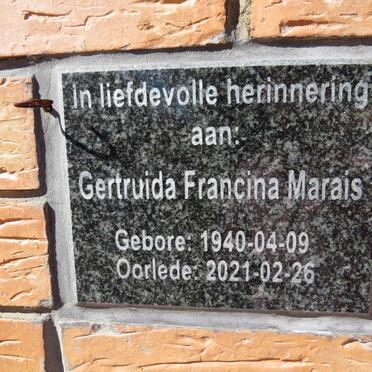 In liefdevolle herinnering
aan:
Gertruida Francina Marais
Gebore: 1940-04-09
Oorlede: 2021-02-26